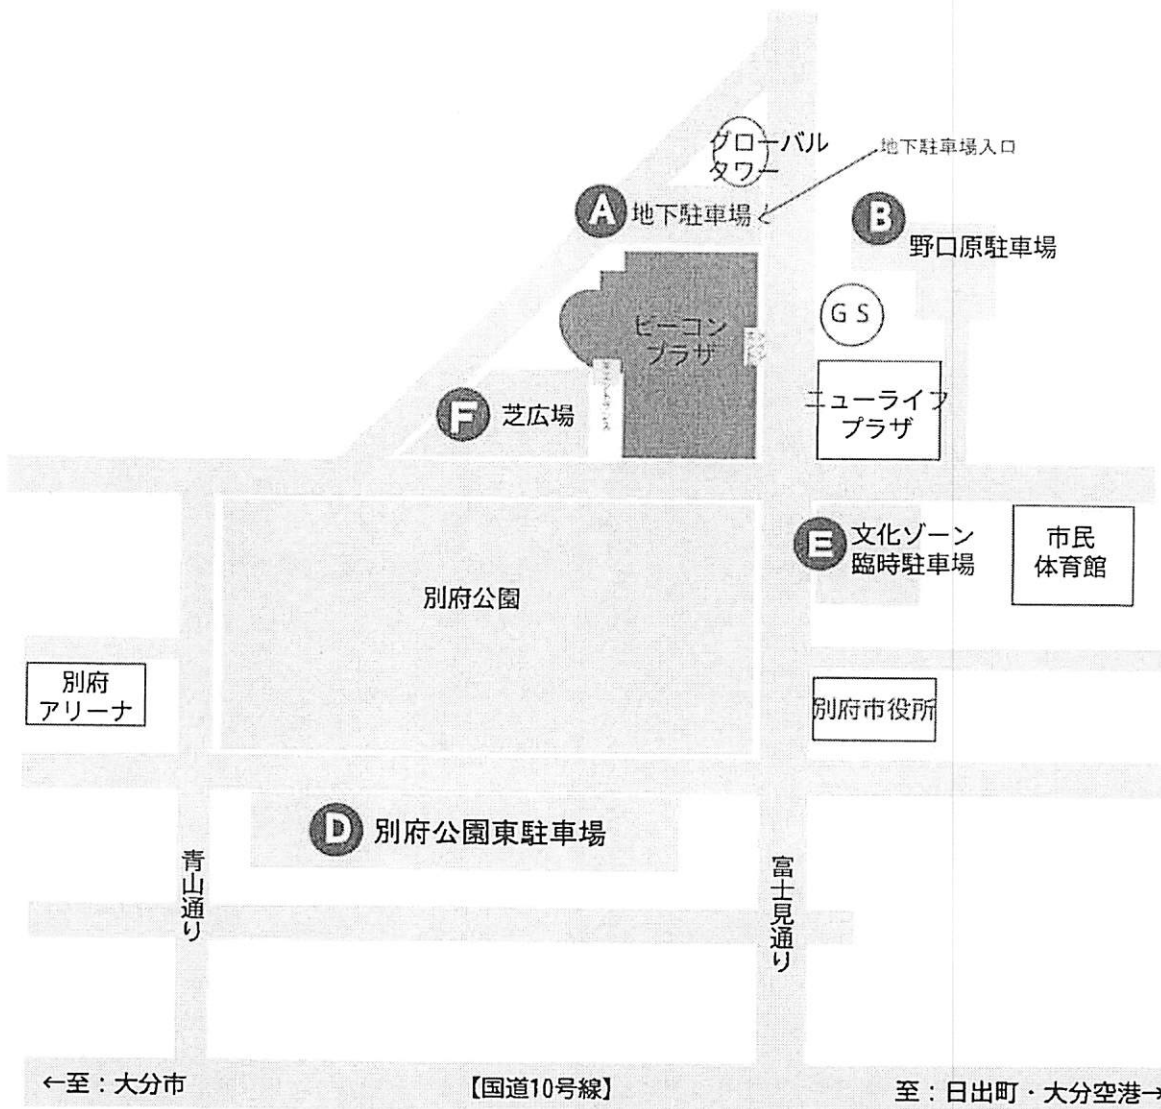 グローバル
タワー
地下駐車場入口
A 地下駐車場
B
野口原駐車場
GS
ビーコン
プラザ
ニューライフ
プラザ
F 芝広場
E 文化ゾーン
臨時駐車場
市民
体育館
別府公園
別府
アリーナ
別府市役所
D 別府公園東駐車場
青山通り
富士見通り
←至：大分市
【国道10号線】
至：日出町・大分空港→